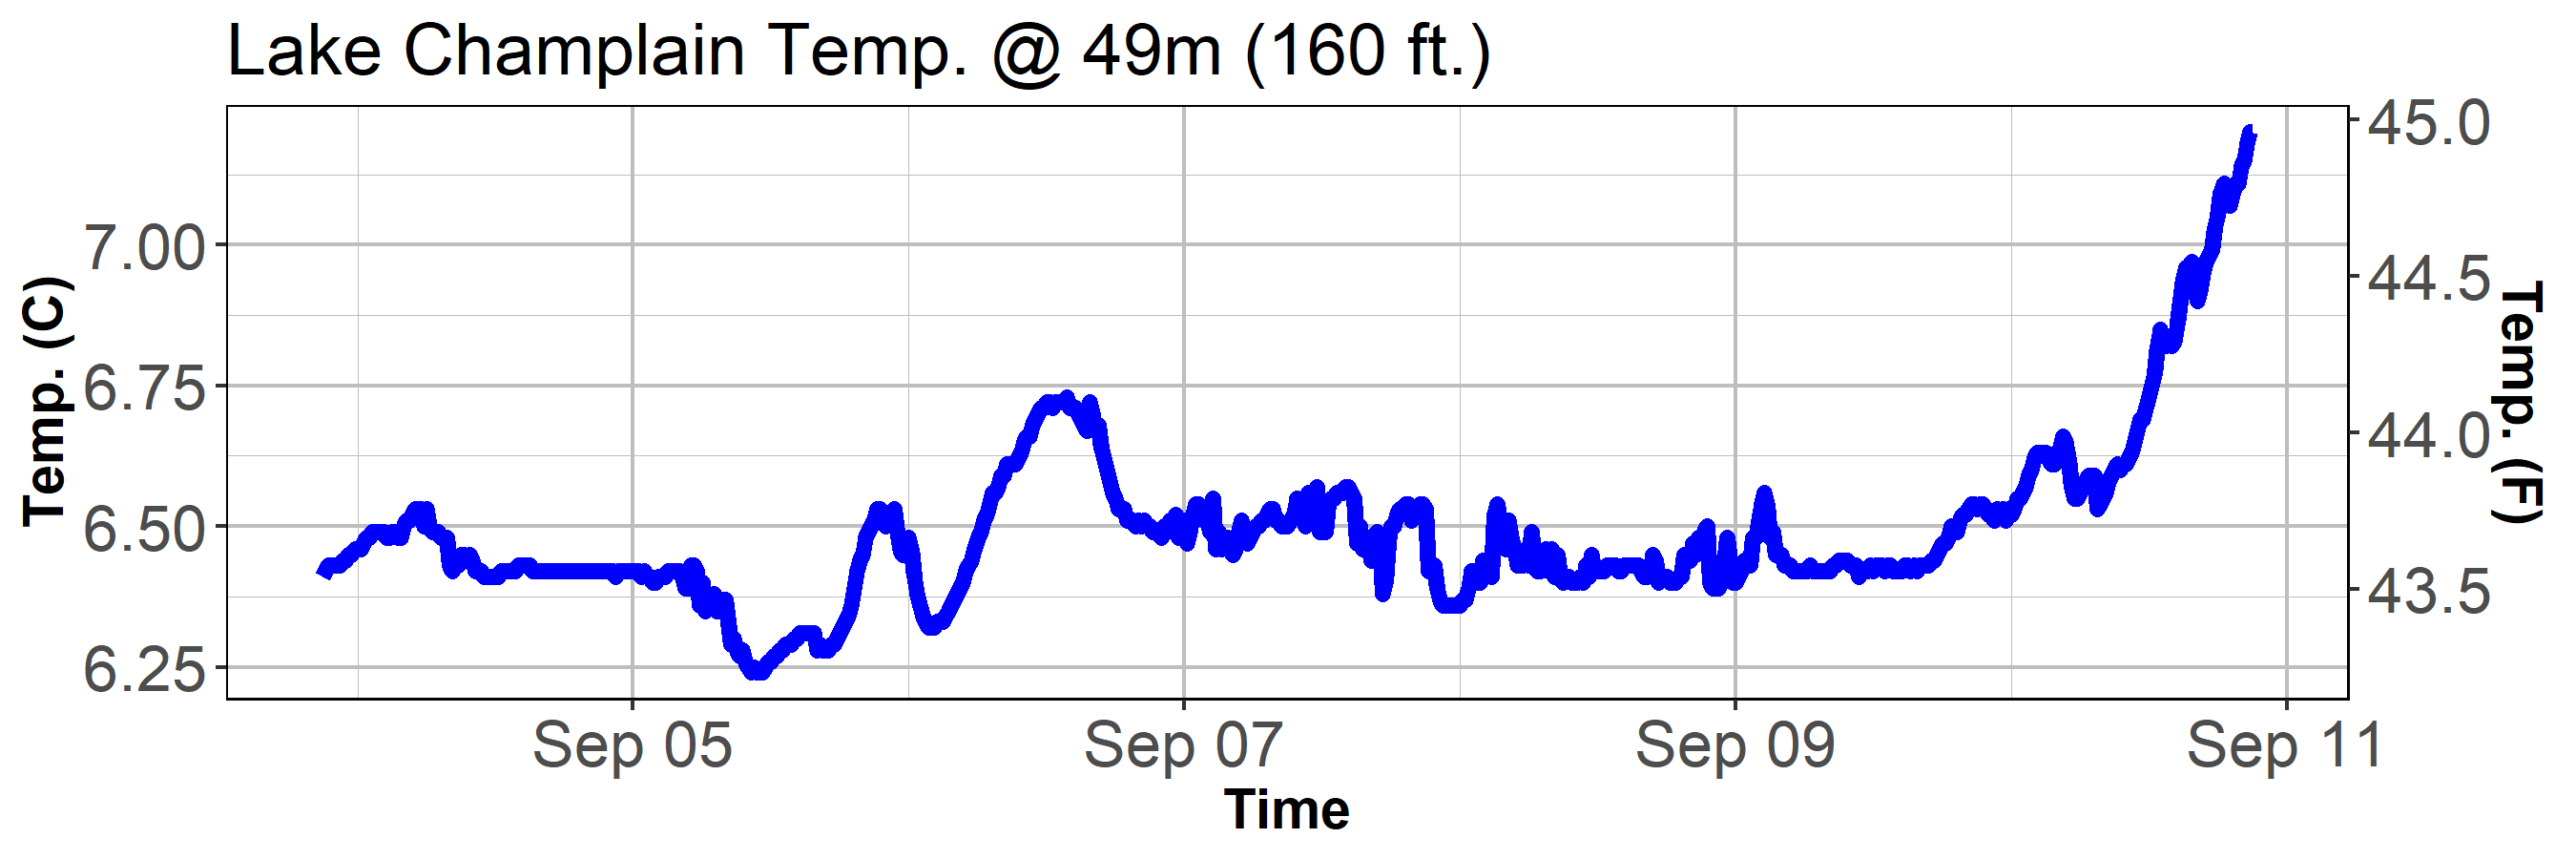 Lake Champlain Temp. @ 49m (160 ft.)
Temp. (C)
7.00
6.75
6.50
6.25
45.0
44.5
44.0
43.5
Temp. (F)
Sep 05 Sep 07 Sep 09 Sep 11
Time